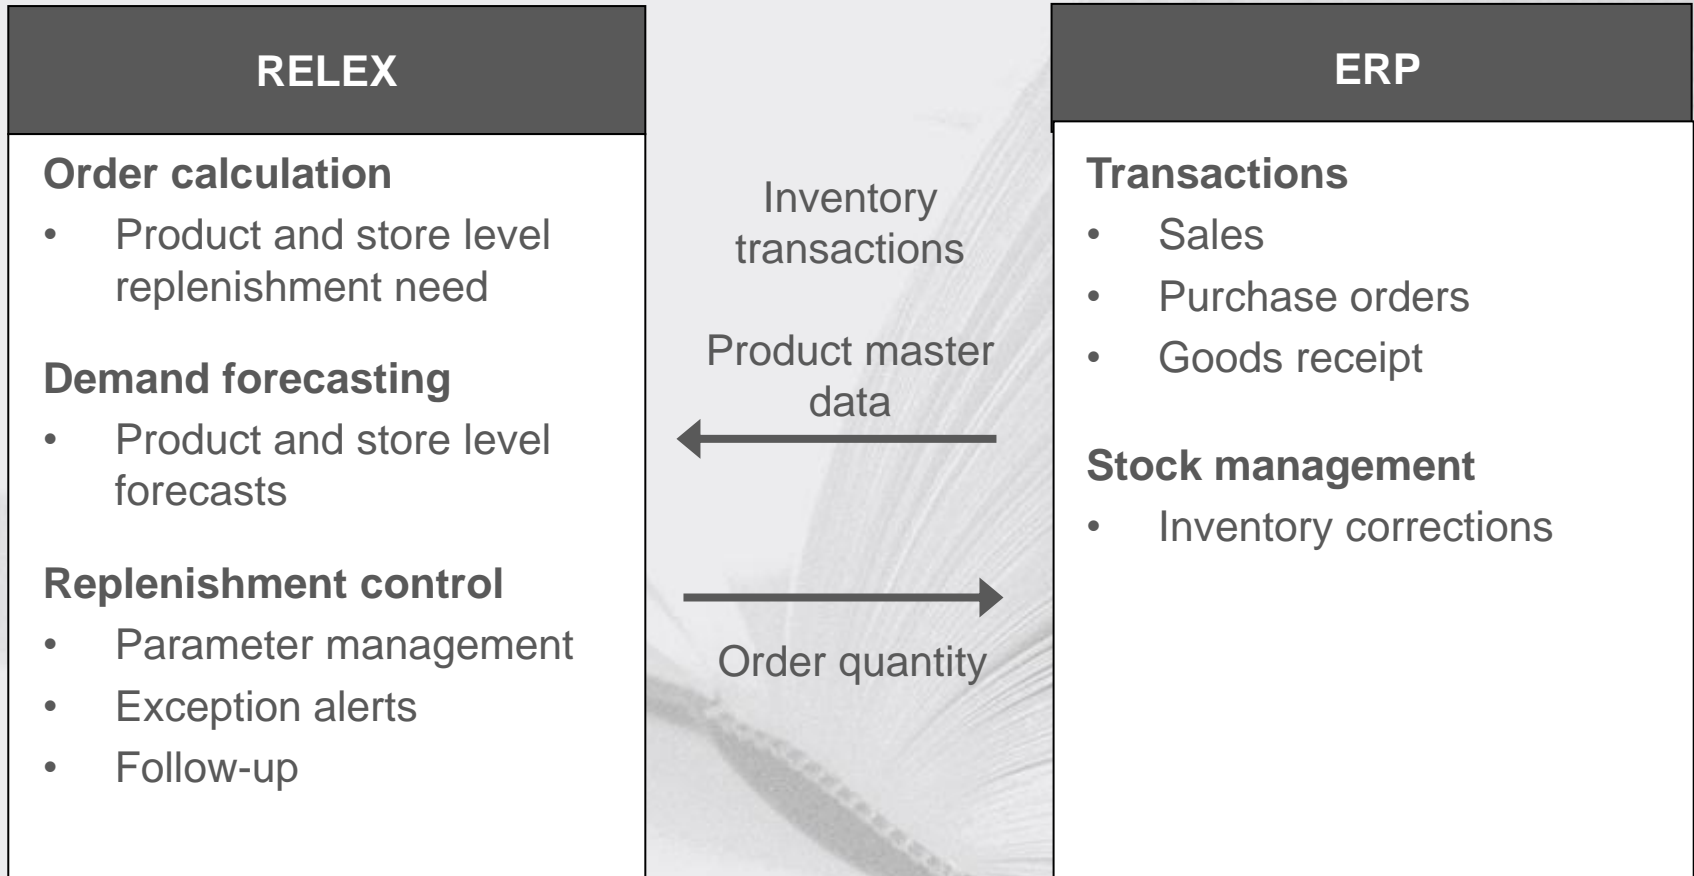 RELEX
Order calculation
• Product and store level
replenishment need
Demand forecasting
• Product and store level
forecasts
Replenishment control
• Parameter management
• Exception alerts
• Follow-up
Inventory
transactions
Product master
data
Order quantity
ERP
Transactions
• Sales
• Purchase orders
• Goods receipt
Stock management
• Inventory corrections